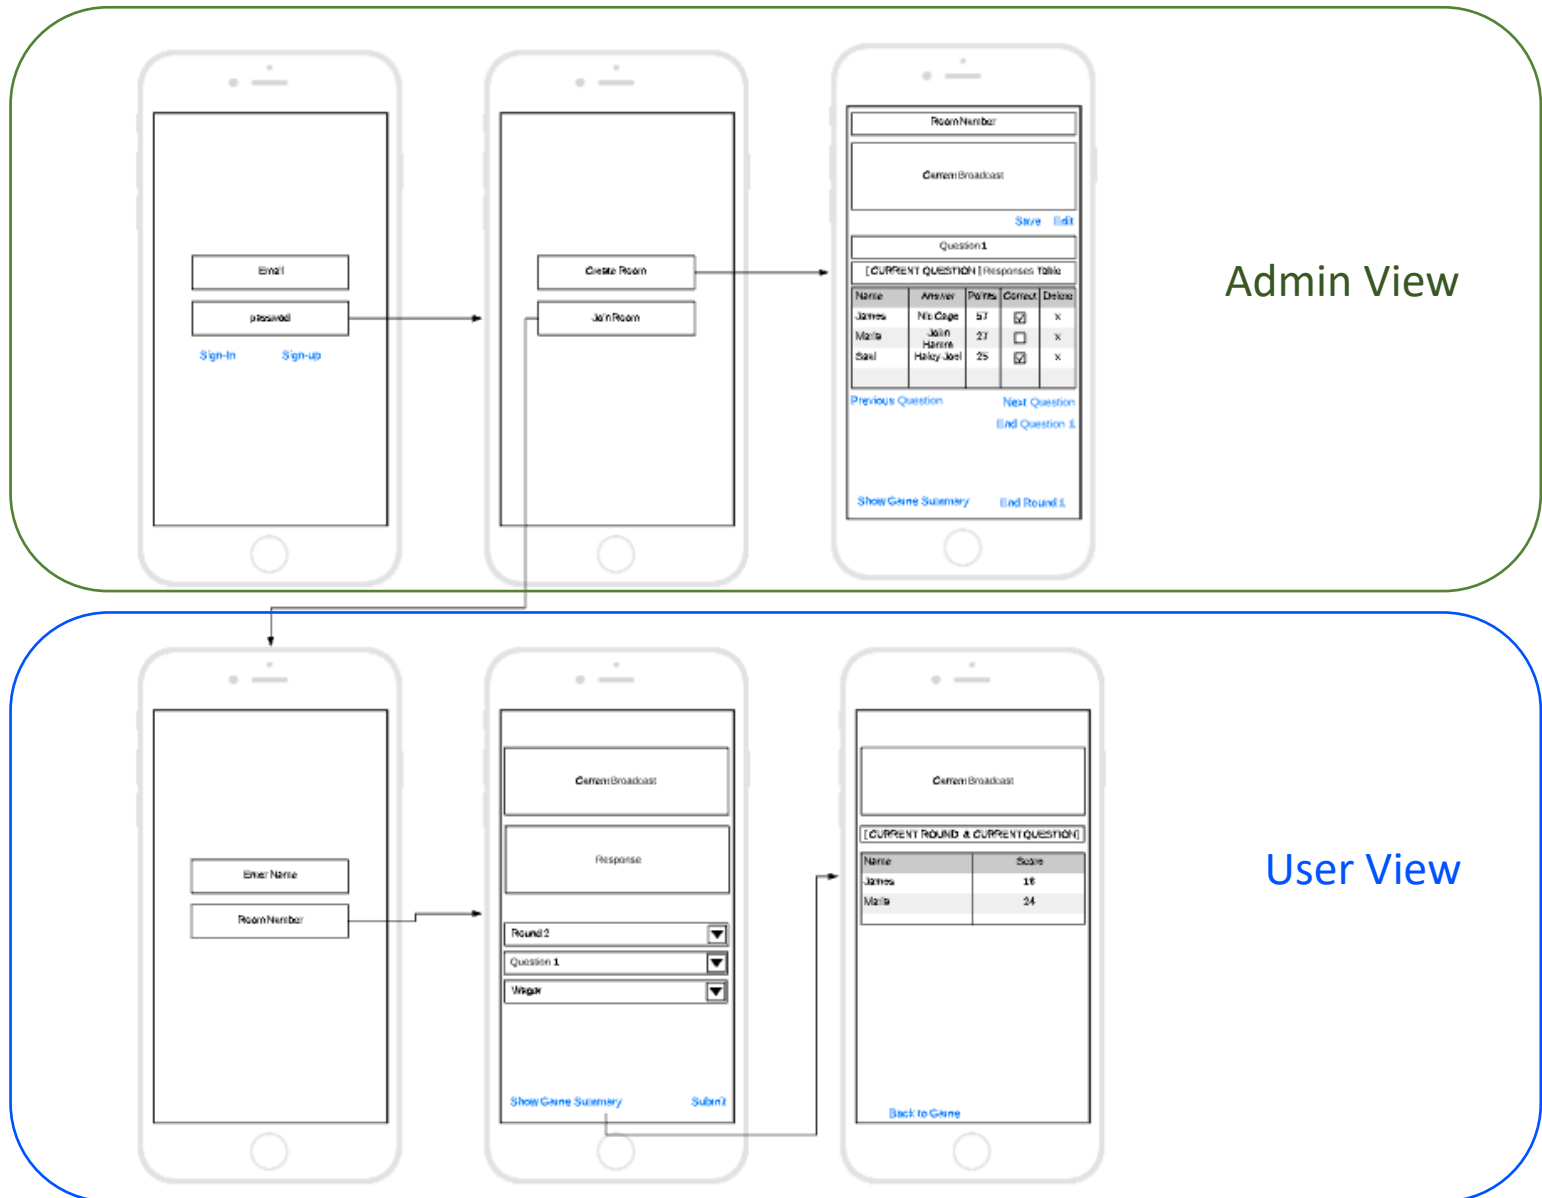 Email
password
Sign-In Sign-up
Create Room
Join Room
Room Number
Current Broadcast
Save Edit
Question 1
[CURRENT QUESTION] Responses Table
Name Answer Points Correct Delete
James Nic Cage 57 x
Maria John Hamm 27 x
Saul Haley Joel 25 x
Previous Question Next Question
End Question 1
Show Game Summary End Round 1
Admin View
Enter Name
Room Number
Current Broadcast
Response
Round 2
Question 1
Wager
Show Game Summary Submit
Current Broadcast
[CURRENT ROUND & CURRENT QUESTION]
Name Score
James 16
Maria 24
Back to Game
User View